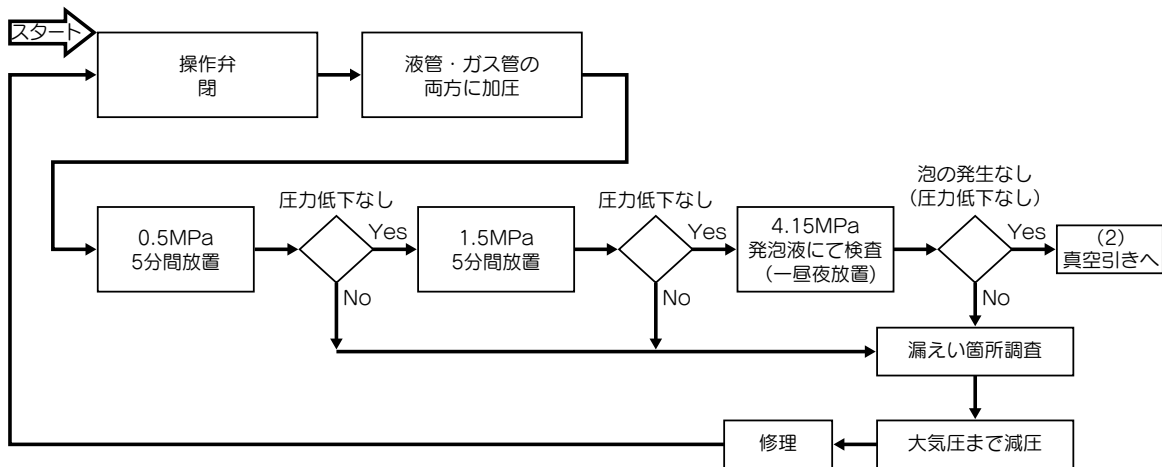 スタート
操作弁
閉
液管・ガス管の
両方に加圧
0.5MPa
5分間放置
圧力低下なし
Yes
No
1.5MPa
5分間放置
圧力低下なし
Yes
No
4.15MPa
発泡液にて検査
(一昼夜放置)
泡の発生なし
(圧力低下なし)
Yes
No
(2)
真空引きへ
漏えい箇所調査
大気圧まで減圧
修理